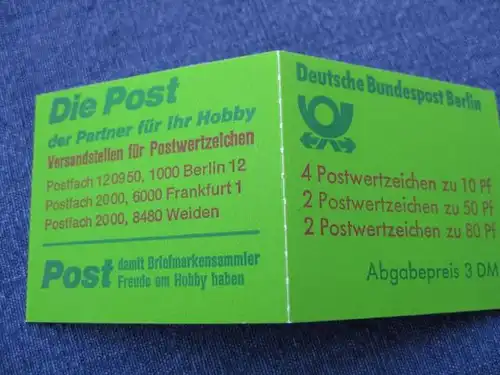 Die Post
der Partner für Ihr Hobby
Versandstellen für Postwertzeichen
Postfach 120950, 1000 Berlin 12
Postfach 2000, 6000 Frankfurt 1
Postfach 2000, 8480 Weiden
Post damit Briefmarkensammler
Freude am Hobby haben
Deutsche Bundespost Berlin
4 Postwertzeichen zu 10 Pf
2 Postwertzeichen zu 50 Pf
2 Postwertzeichen zu 80 Pf
Abgabepreis 3 DM